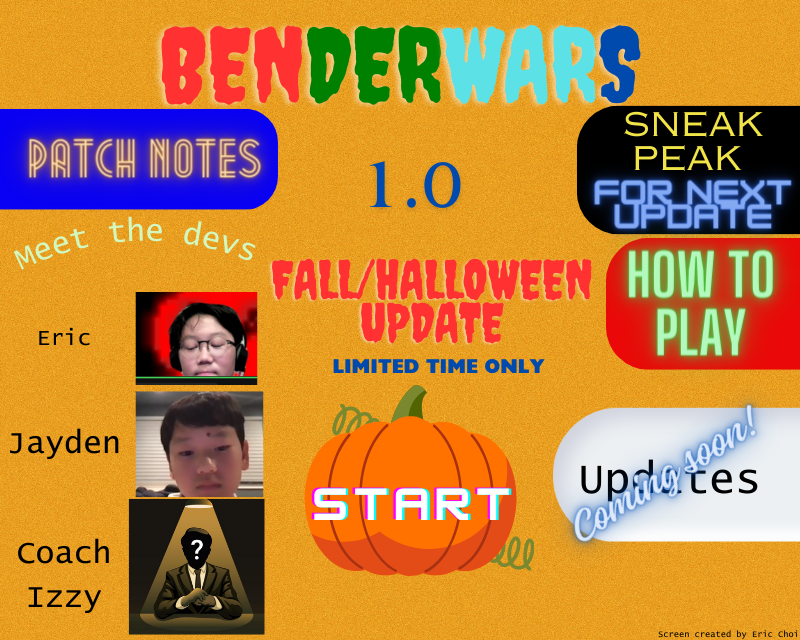 BENDERWARS
PATCH NOTES
1.0
SNEAK
PEAK
FOR NEXT
UPDATE
Meet the devs
FALL/HALLOWEEN
UPDATE
LIMITED TIME ONLY
HOW TO
PLAY
Eric
Jayden
Coach
Izzy
?
START
Updates
Coming soon!
Screen created by Eric Choi